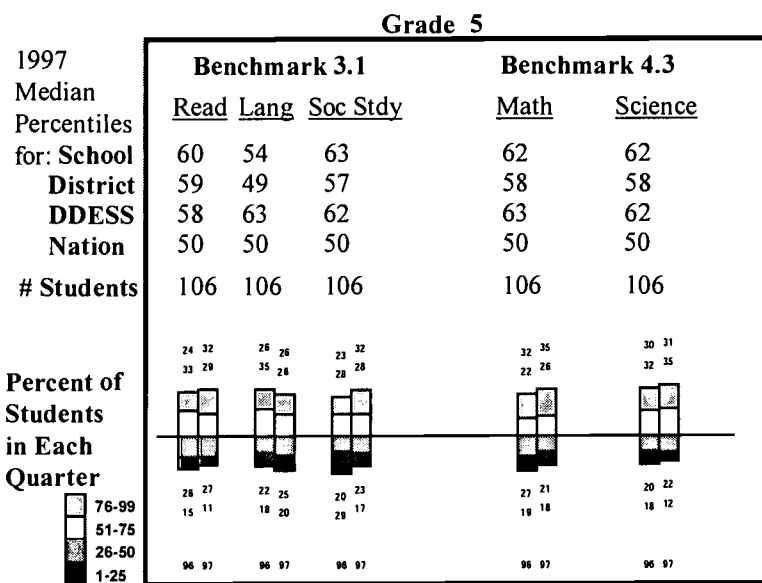 Grade 5
1997
Median
Percentiles
for:
Benchmark 3.1 Benchmark 4.3
Read Lang Soc Stdy Math Science
School 60 54 63 62 62
District 59 49 57 58 58
DDESS 58 63 62 63 62
Nation 50 50 50 50 50
# Students 106 106 106 106 106
Percent of
Students
in Each
Quarter
24 32 26 26 23 32 32 35 30 31
33 29 35 28 28 28 22 26 32 35
26 27 22 25 20 23 27 21 20 22
15 11 18 20 29 17 19 18 18 12
96 97 96 97 96 97 96 97 96 97
76-99
51-75
26-50
1-25